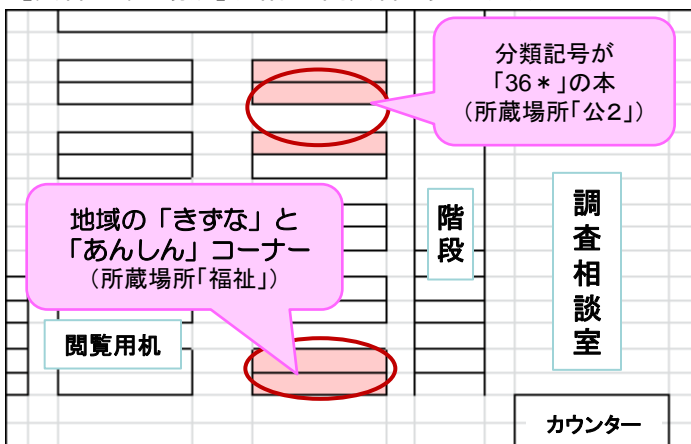 分類記号が
「36＊」の本
（所蔵場所「公2」）
地域の「きずな」と
「あんしん」コーナー
（所蔵場所「福祉」）
階段
調査相談室
閲覧用机
カウンター